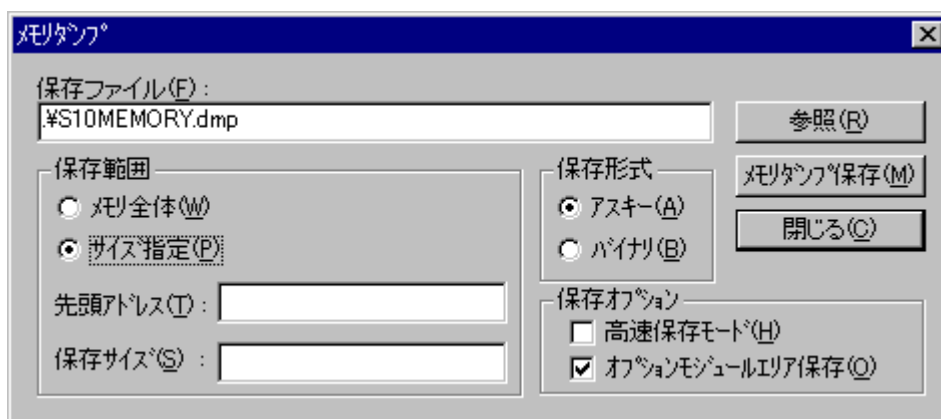 ﾒﾓﾘﾀﾞﾝﾌﾟ
保存ファイル(F)：
.¥S10MEMORY.dmp
参照(R)
保存範囲
ﾒﾓﾘ全体(W)
ｻｲｽﾞ指定(P)
先頭ｱﾄﾞﾚｽ(T)：
保存ｻｲｽﾞ(S) ：
保存形式
アスキー(A)
ﾊﾞｲﾅﾘ(B)
ﾒﾓﾘﾀﾞﾝﾌﾟ保存(M)
閉じる(C)
保存ｵﾌﾟｼｮﾝ
高速保存ﾓｰﾄﾞ(H)
ｵﾌﾟｼｮﾝﾓｼﾞｭｰﾙｴﾘｱ保存(O)